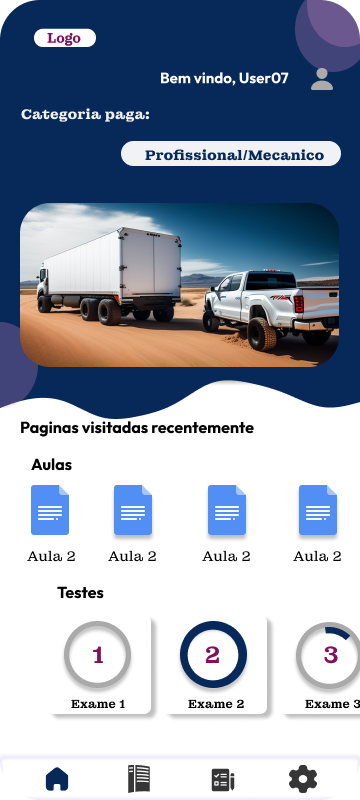 Logo
Bem vindo, User07
Categoria paga:
Profissional/Mecanico
Paginas visitadas recentemente
Aulas
Aula 2 Aula 2 Aula 2 Aula 2
Testes
1 2 3
Exame 1 Exame 2 Exame 3